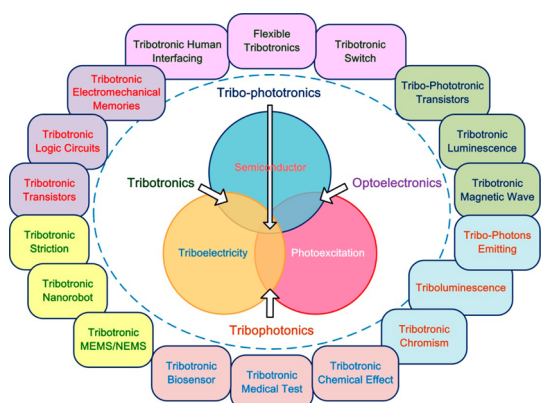 Flexible
Tribotronics
Tribotronic Human
Interfacing
Tribotronic
Switch
Tribotronic
Electromechanical
Memories
Tribo-phototronics
Tribo-Phototronic
Transistors
Tribotronic
Logic Circuits
Tribotronic
Luminescence
Semiconductor
Tribotronic
Transistors
Tribotronics
Optoelectronics
Tribotronic
Magnetic Wave
Tribotronic
Striction
Triboelectricity
Photoexcitation
Tribo-Photons
Emitting
Tribotronic
Nanorobot
Triboluminescence
Tribotronic
MEMS/NEMS
Tribophotonics
Tribotronic
Chromism
Tribotronic
Biosensor
Tribotronic
Medical Test
Tribotronic
Chemical Effect